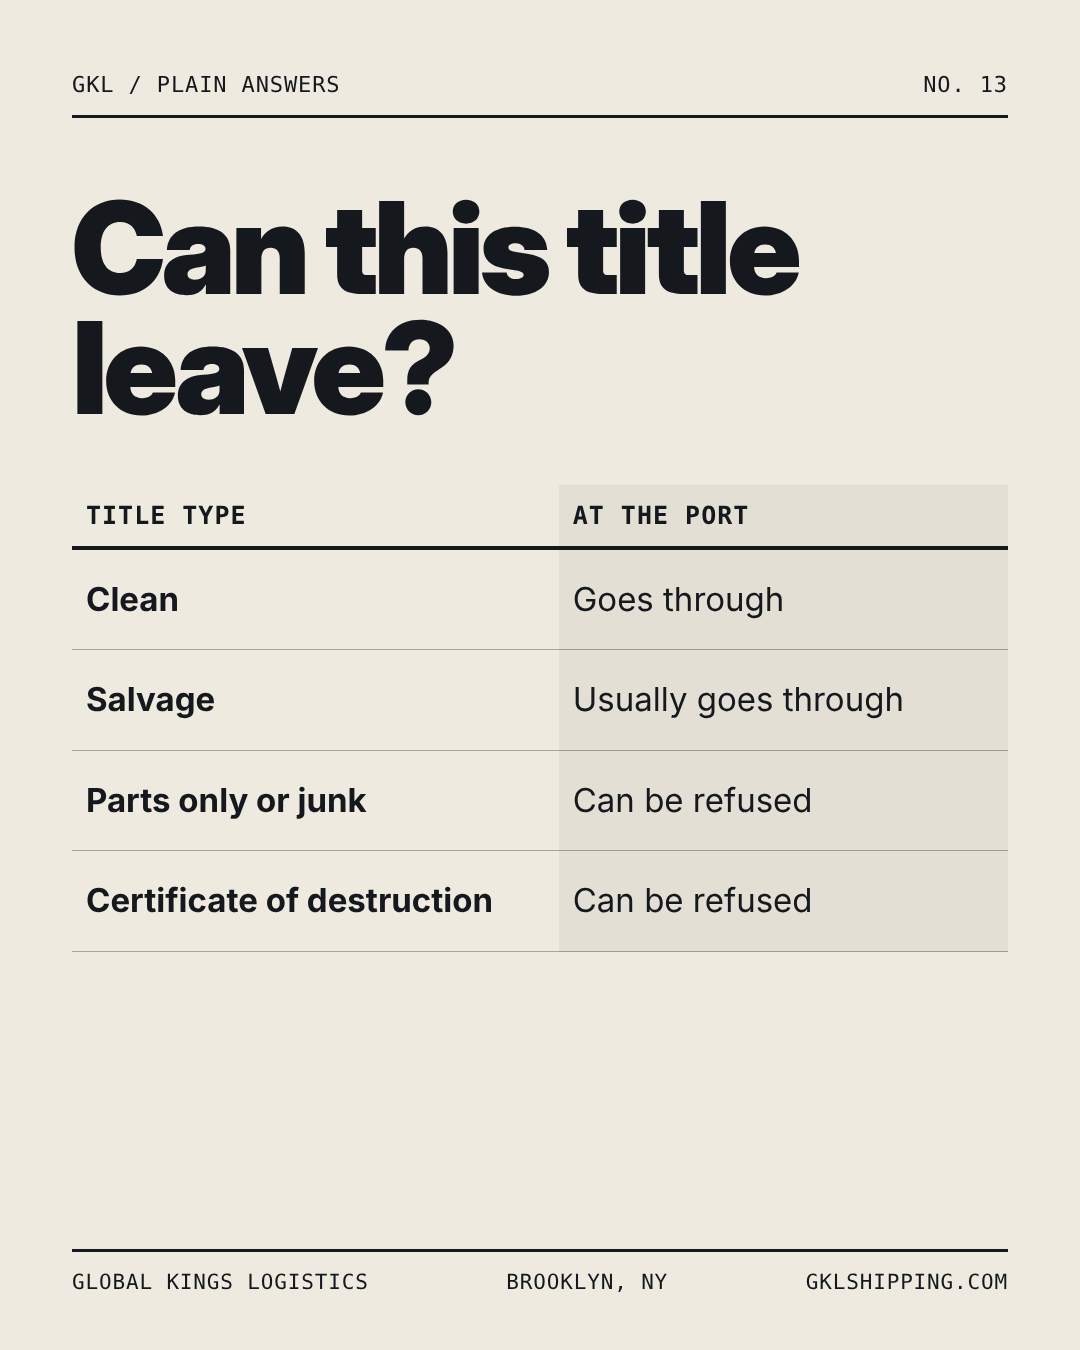 GKL / PLAIN ANSWERS NO. 13
Can this title
leave?
TITLE TYPE AT THE PORT
Clean Goes through
Salvage Usually goes through
Parts only or junk Can be refused
Certificate of destruction Can be refused
GLOBAL KINGS LOGISTICS BROOKLYN, NY GKLSHIPPING.COM